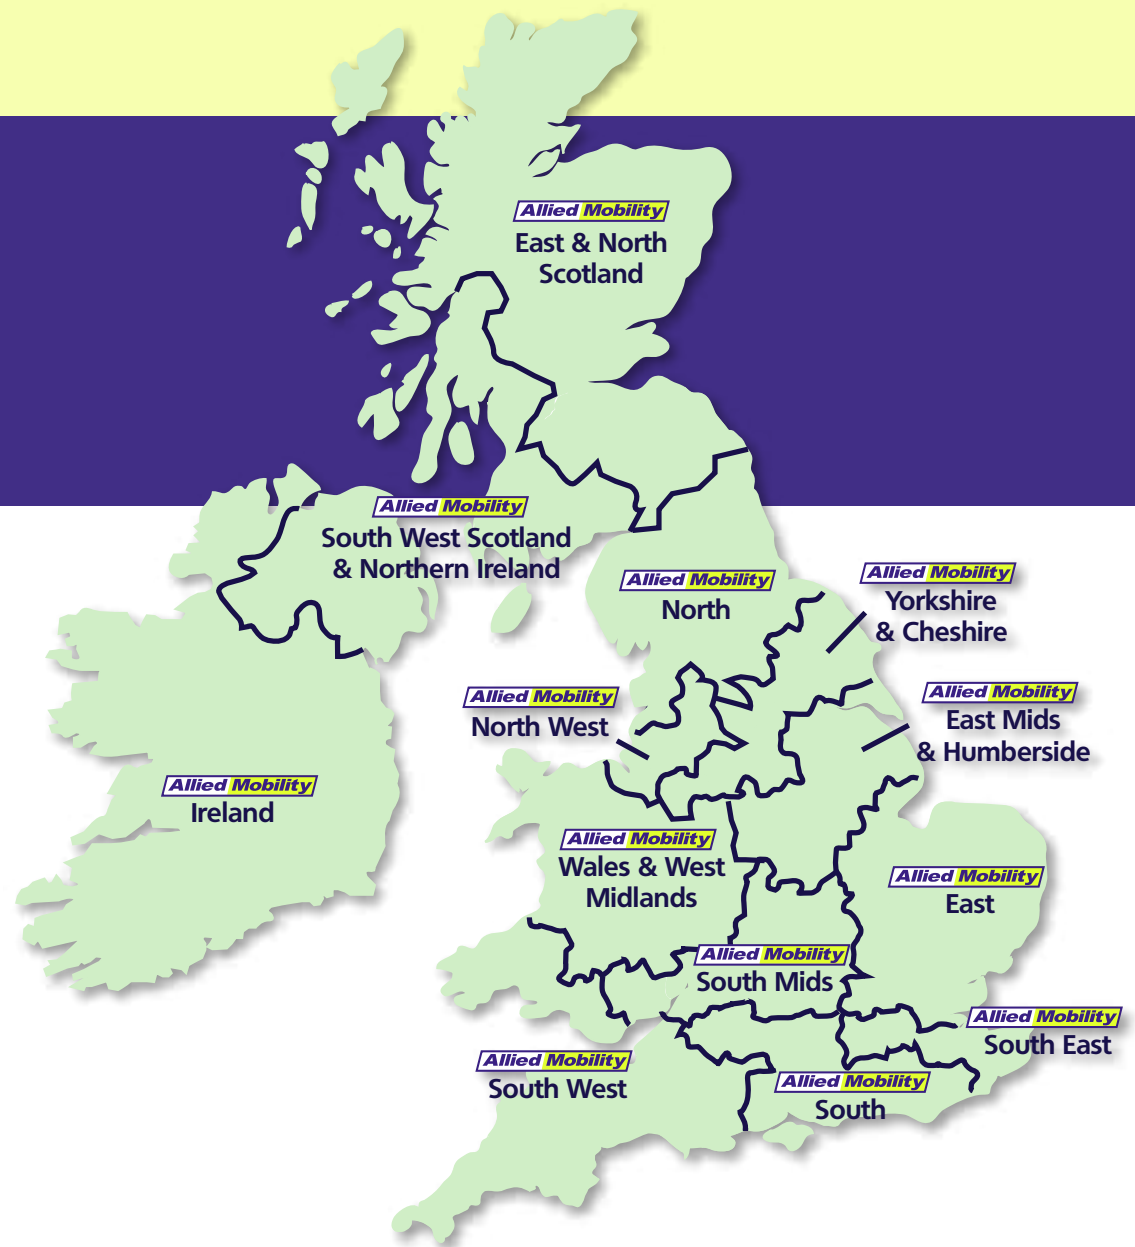 Allied Mobility
East & North
Scotland
Allied Mobility
South West Scotland
& Northern Ireland
Allied Mobility
North
Allied Mobility
Yorkshire
& Cheshire
Allied Mobility
North West
Allied Mobility
East Mids
& Humberside
Allied Mobility
Ireland
Allied Mobility
Wales & West
Midlands
Allied Mobility
East
Allied Mobility
South Mids
Allied Mobility
South East
Allied Mobility
South West
Allied Mobility
South